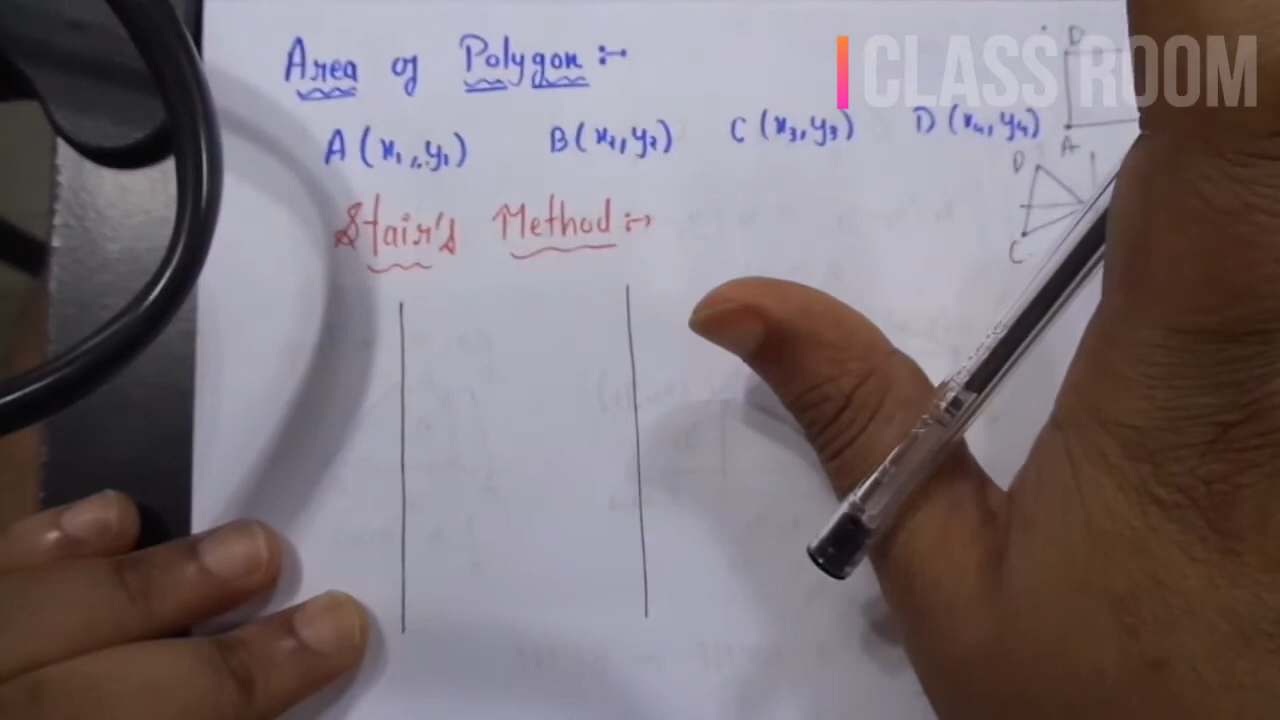 Area of Polygon :-
CLASS ROOM
A (x₁, y₁) B (x₂, y₂) C (x₃, y₃) D (x₄, y₄)
Stair's Method :-
D
A
D
C